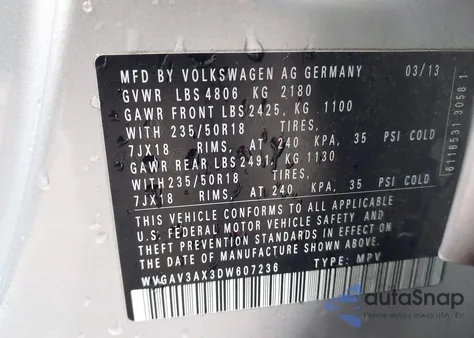 MFD BY VOLKSWAGEN AG GERMANY 03/13
GVWR LBS 4806 KG 2180
GAWR FRONT LBS 2425, KG 1100
WITH 235/50R18 TIRES,
7JX18 RIMS, AT 240 KPA, 35 PSI COLD
GAWR REAR LBS 2491, KG 1130
WITH 235/50R18 TIRES,
7JX18 RIMS, AT 240, KPA, 35 PSI COLD
THIS VEHICLE CONFORMS TO ALL APPLICABLE
U.S. FEDERAL MOTOR VEHICLE SAFETY AND
THEFT PREVENTION STANDARDS IN EFFECT ON
THE DATE OF MANUFACTURE SHOWN ABOVE.
WVGAV3AX3DW607236 TYPE: MPV
6118531 3058 1
autoSnap